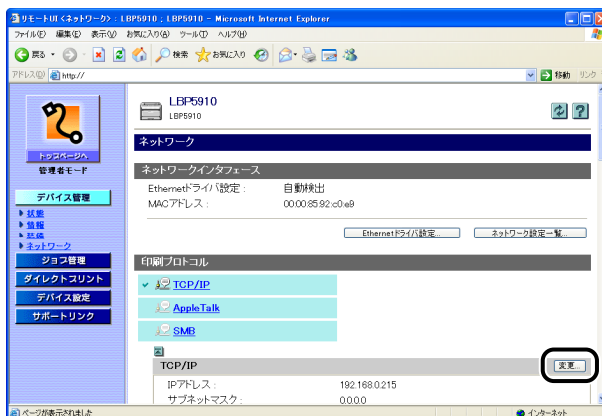 リモートUI <ネットワーク> : LBP5910 ; LBP5910 - Microsoft Internet Explorer
ファイル(F) 編集(E) 表示(V) お気に入り(A) ツール(T) ヘルプ(H)
戻る 検索 お気に入り
アドレス(D) http:// 移動 リンク
LBP5910
LBP5910
トップページへ
管理者モード
デバイス管理
状態
情報
ネットワーク
ジョブ管理
ダイレクトプリント
デバイス設定
サポートリンク
ネットワーク
ネットワークインタフェース
Ethernetドライバ設定 : 自動検出
MACアドレス : 00:00:85:92:c0:e9
Ethernetドライバ設定... ネットワーク設定一覧...
印刷プロトコル
TCP/IP
AppleTalk
SMB
TCP/IP 変更...
IPアドレス : 192.168.0.215
サブネットマスク : 0.0.0.0
ページが表示されました インターネット